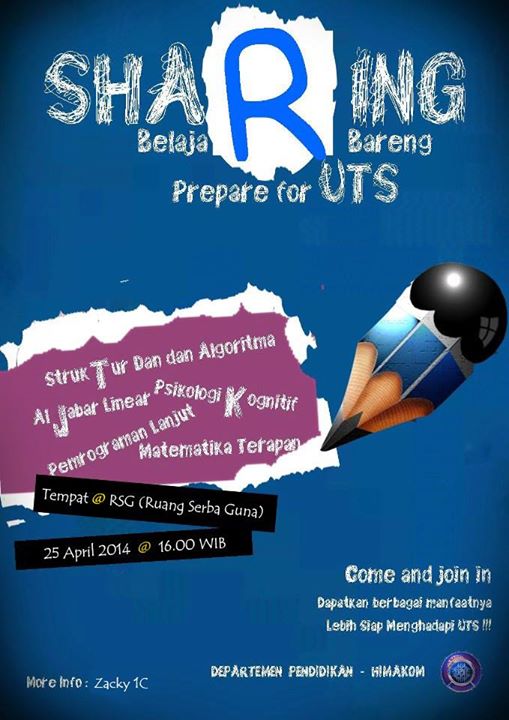 SHARING
BelajaR Bareng
Prepare for UTS
StrukTur Dan dan Algoritma
Al Jabar Linear Psikologi Kognitif
Pemrograman Lanjut
Matematika Terapan
Tempat @ RSG (Ruang Serba Guna)
25 April 2014 @ 16.00 WIB
Come and join in
Dapatkan berbagai manfaatnya
Lebih Siap Menghadapi UTS !!!
DEPARTEMEN PENDIDIKAN - HIMAKOM
More Info : Zacky 1C